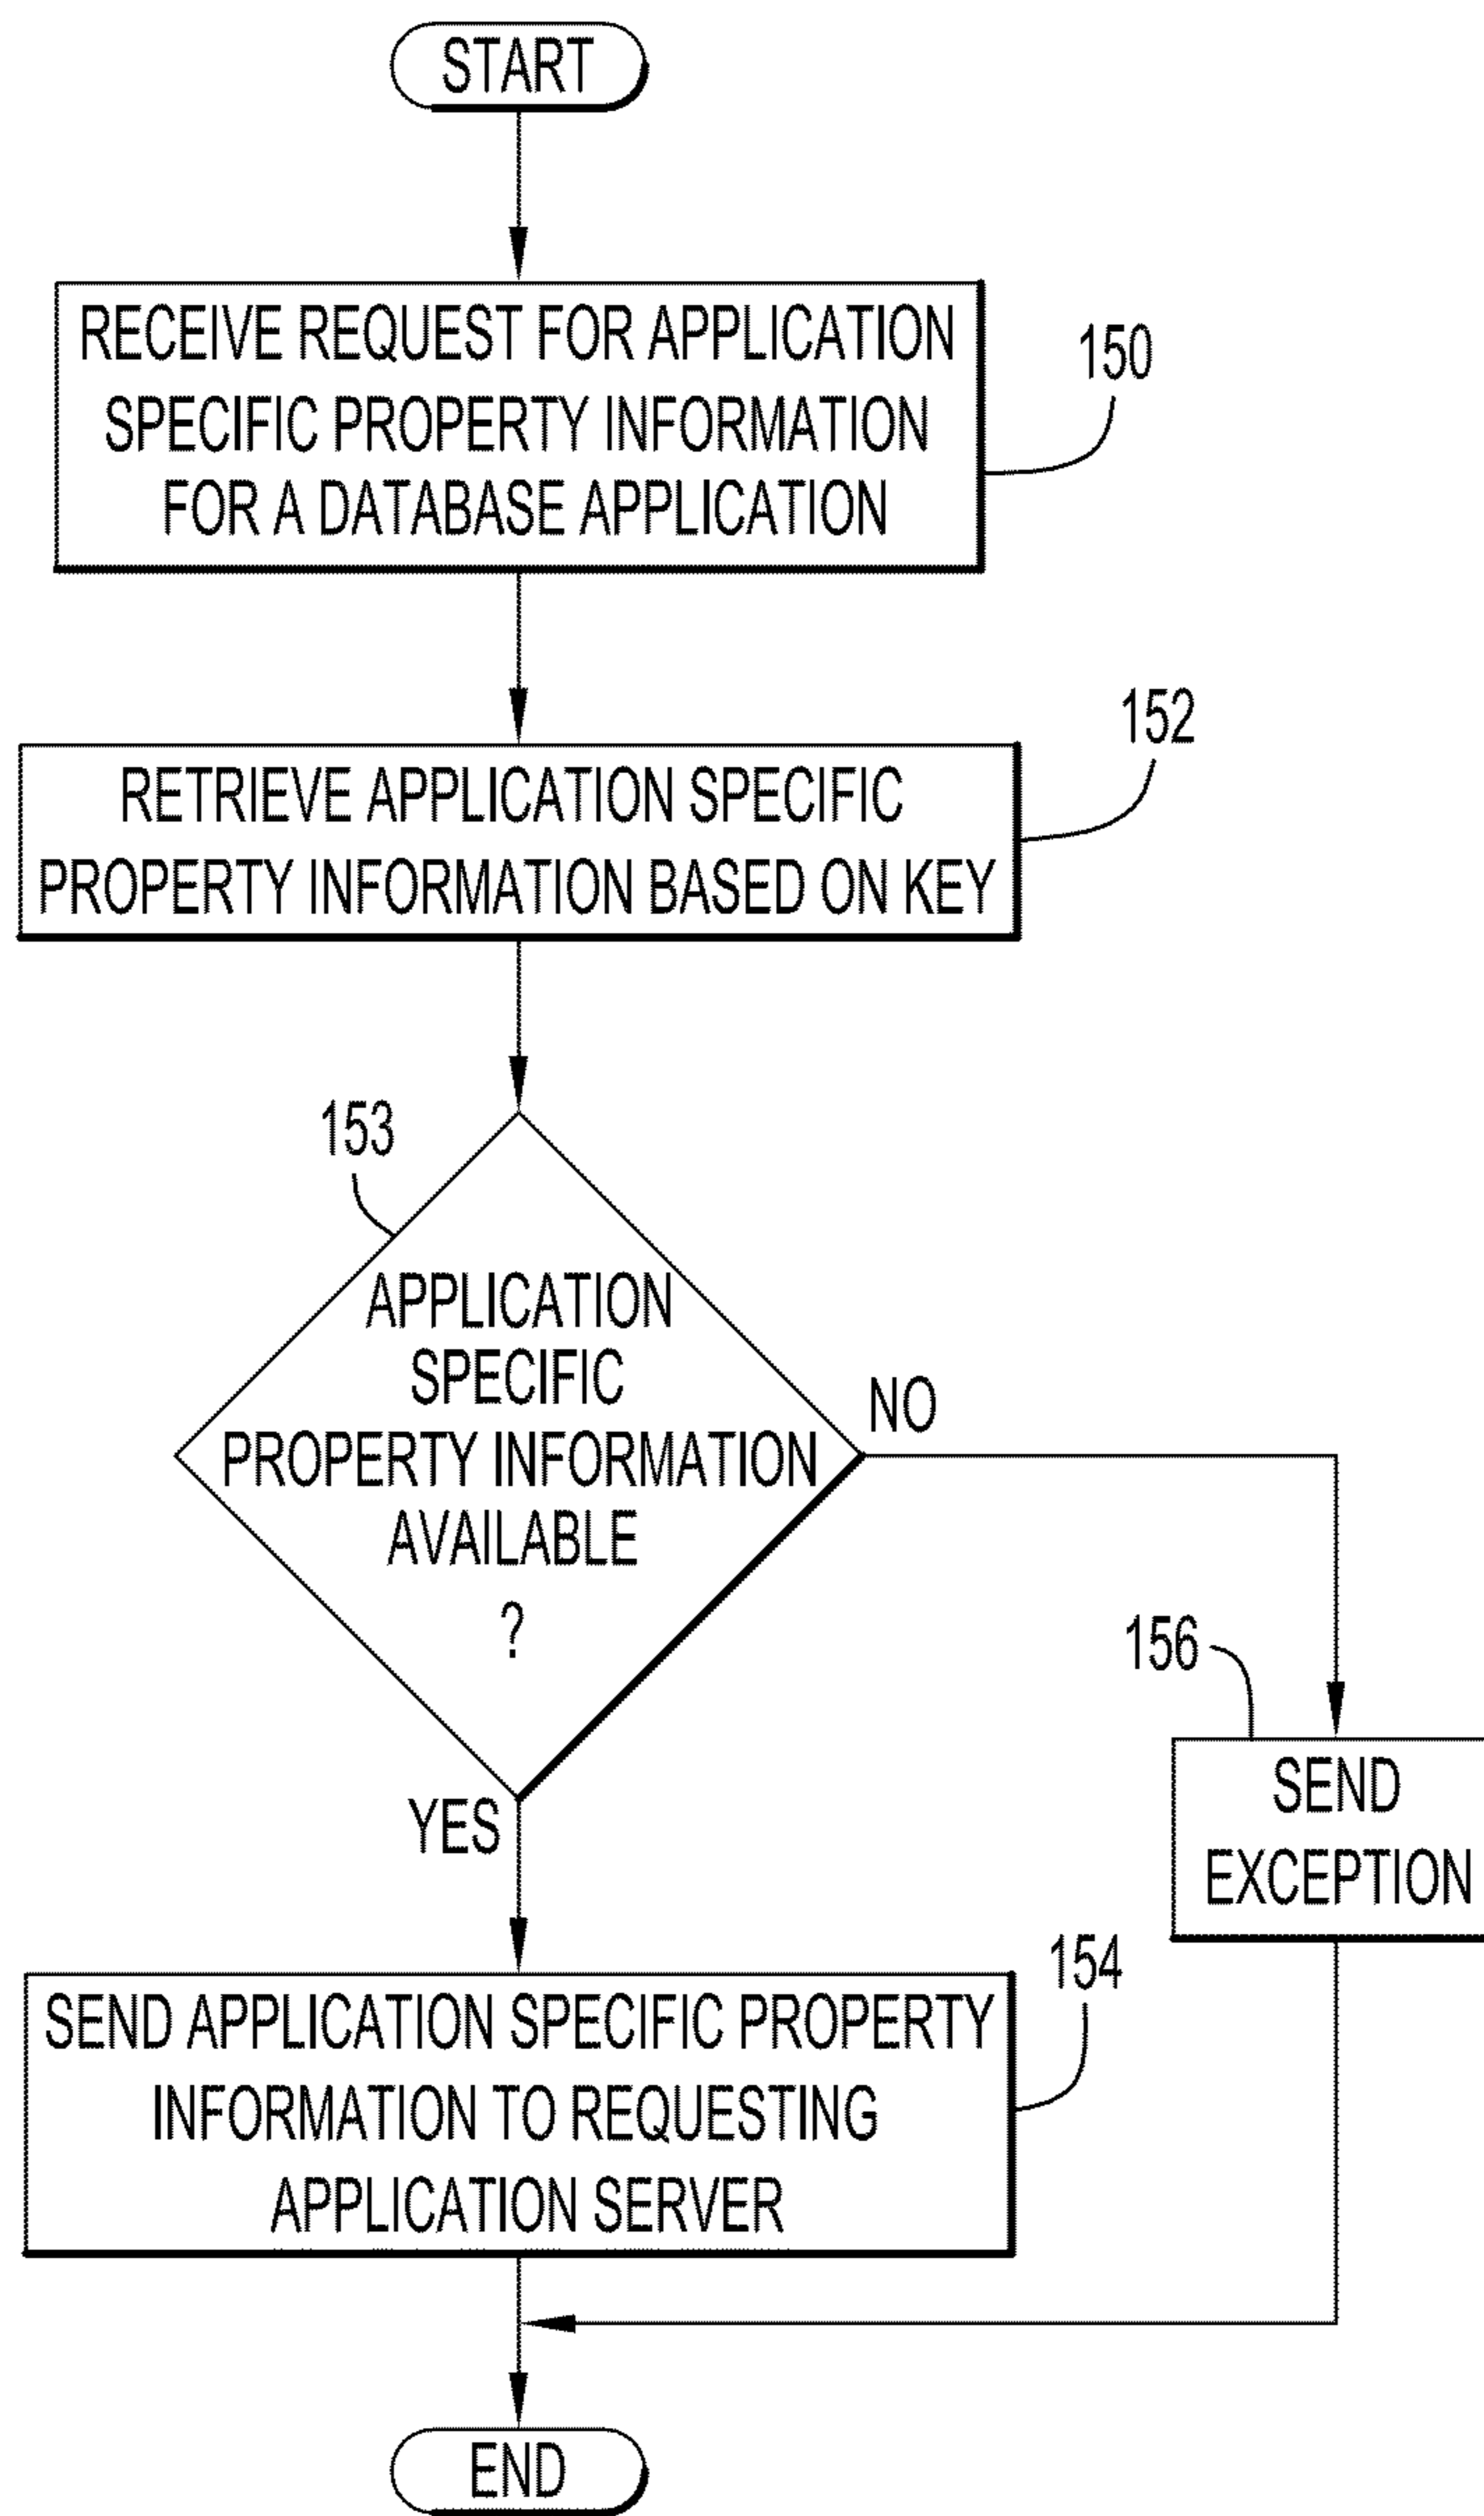 START
RECEIVE REQUEST FOR APPLICATION
SPECIFIC PROPERTY INFORMATION
FOR A DATABASE APPLICATION
150
RETRIEVE APPLICATION SPECIFIC
PROPERTY INFORMATION BASED ON KEY
152
153
APPLICATION
SPECIFIC
PROPERTY INFORMATION
AVAILABLE
?
NO
YES
156
SEND
EXCEPTION
SEND APPLICATION SPECIFIC PROPERTY
INFORMATION TO REQUESTING
APPLICATION SERVER
154
END